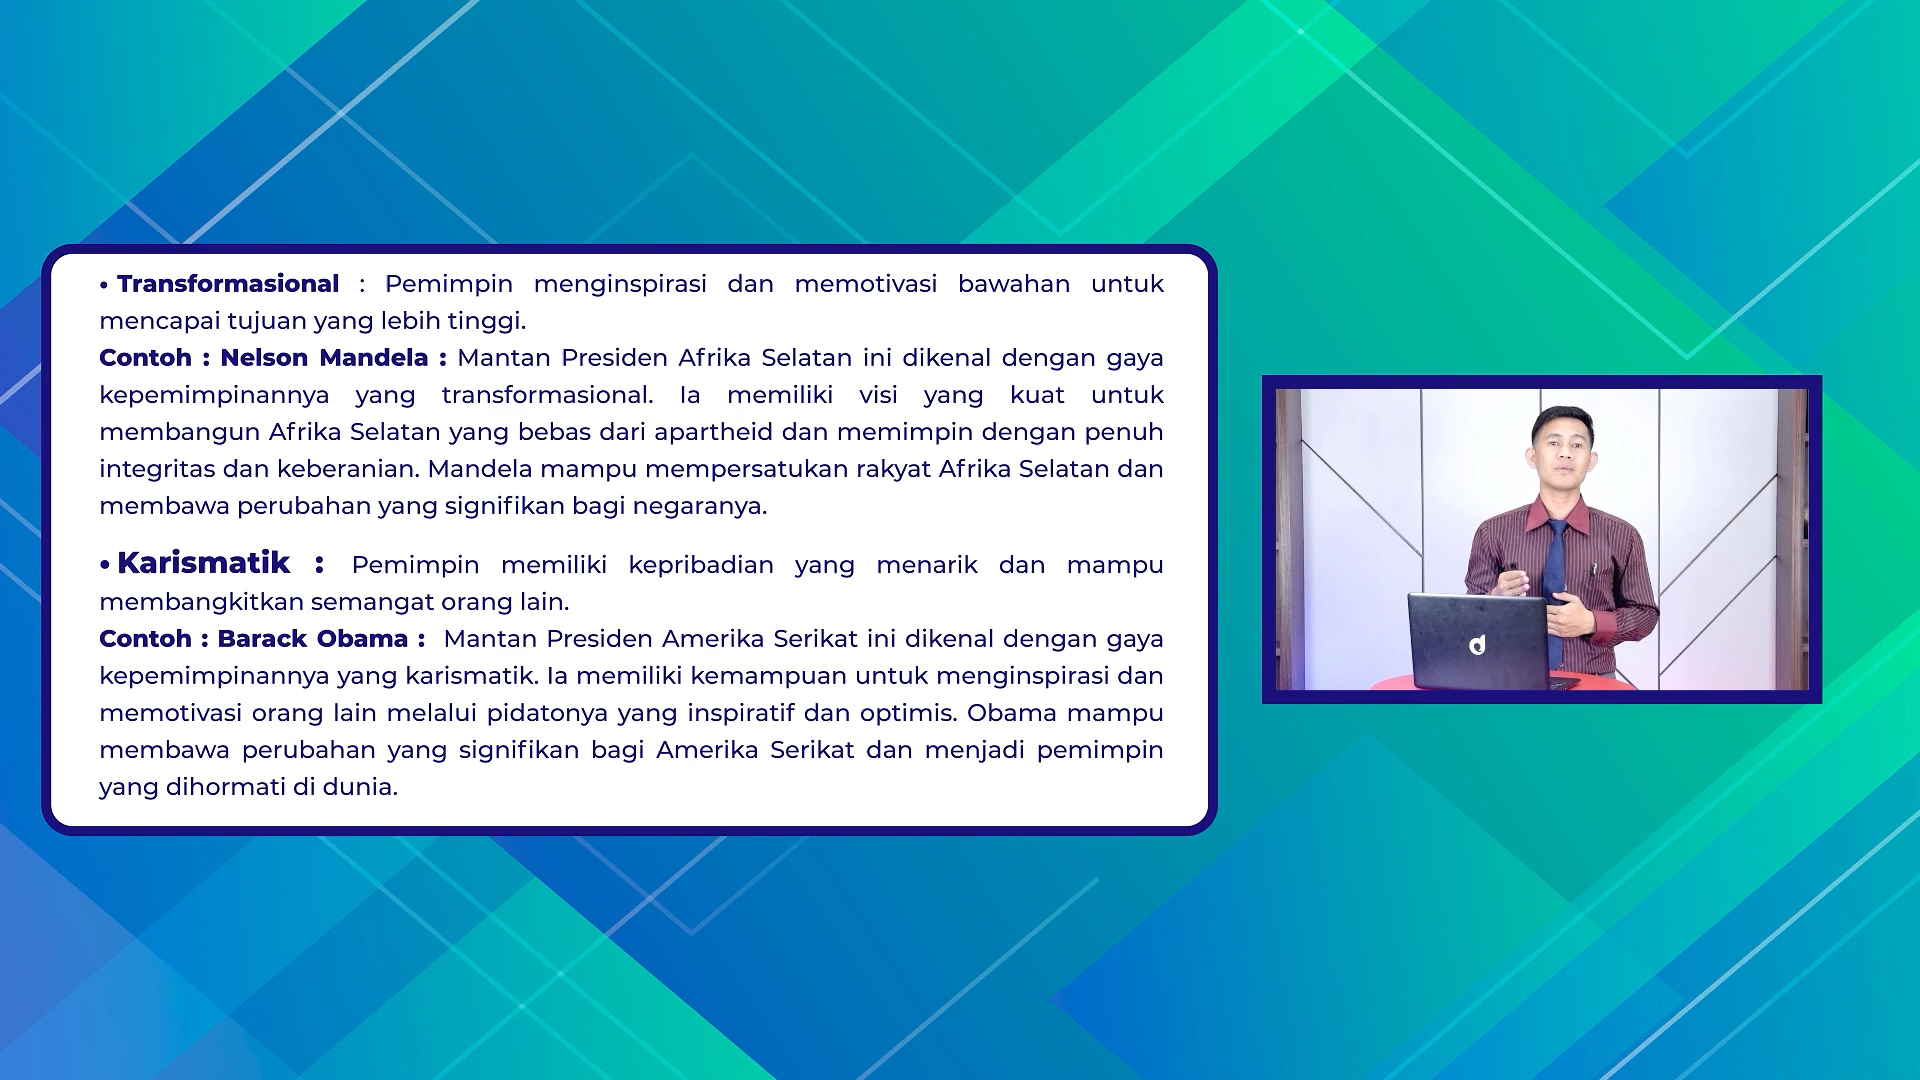 • Transformasional : Pemimpin menginspirasi dan memotivasi bawahan untuk
mencapai tujuan yang lebih tinggi.
Contoh : Nelson Mandela : Mantan Presiden Afrika Selatan ini dikenal dengan gaya
kepemimpinannya yang transformasional. Ia memiliki visi yang kuat untuk
membangun Afrika Selatan yang bebas dari apartheid dan memimpin dengan penuh
integritas dan keberanian. Mandela mampu mempersatukan rakyat Afrika Selatan dan
membawa perubahan yang signifikan bagi negaranya.
• Karismatik : Pemimpin memiliki kepribadian yang menarik dan mampu
membangkitkan semangat orang lain.
Contoh : Barack Obama : Mantan Presiden Amerika Serikat ini dikenal dengan gaya
kepemimpinannya yang karismatik. Ia memiliki kemampuan untuk menginspirasi dan
memotivasi orang lain melalui pidatonya yang inspiratif dan optimis. Obama mampu
membawa perubahan yang signifikan bagi Amerika Serikat dan menjadi pemimpin
yang dihormati di dunia.